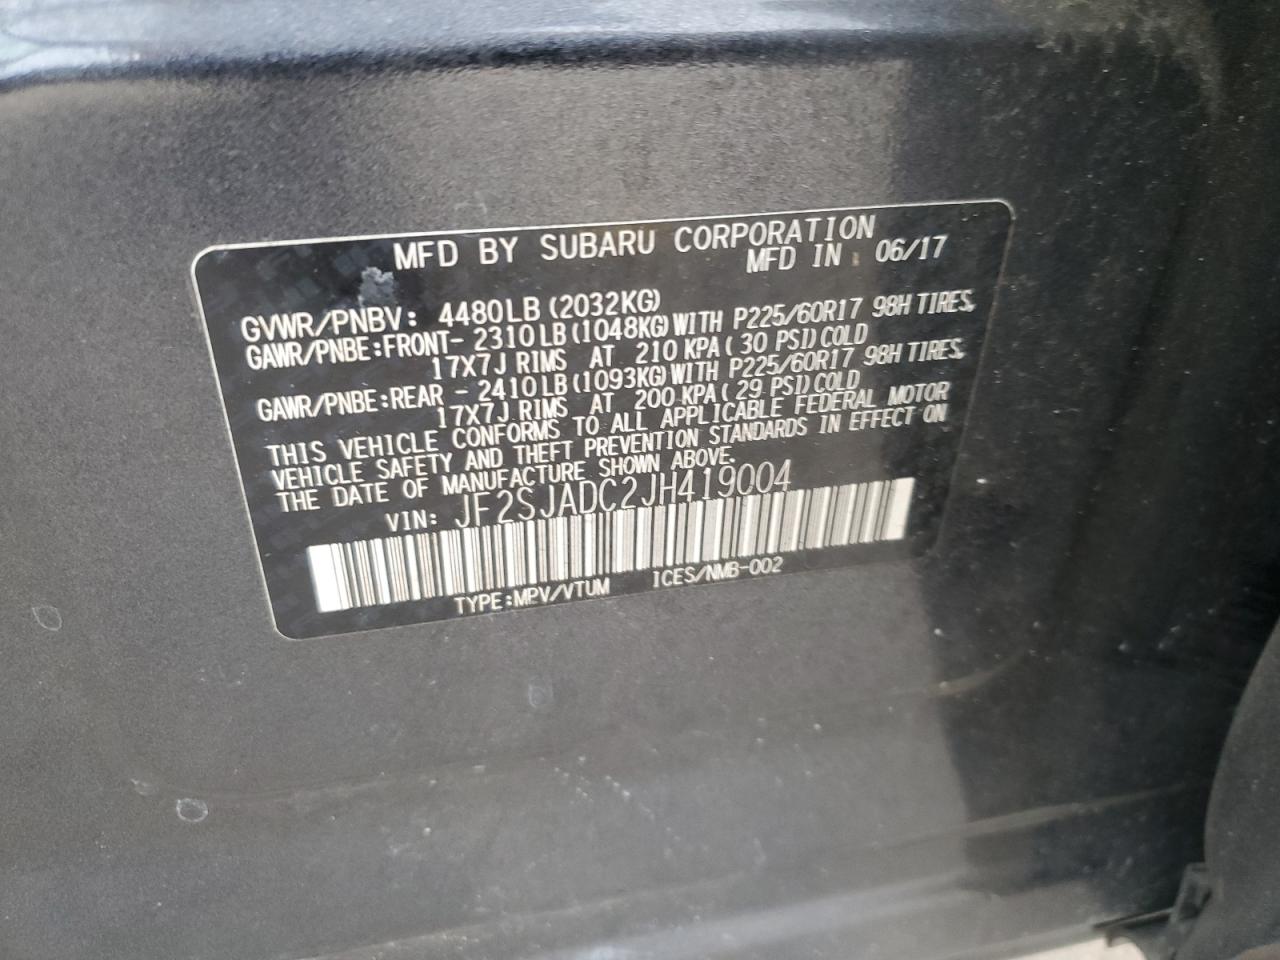 MFD BY SUBARU CORPORATION
MFD IN 06/17
GVWR/PNBV: 4480LB (2032KG)
GAWR/PNBE:FRONT- 2310LB(1048KG)WITH P225/60R17 98H TIRES,
17X7J RIMS AT 210 KPA( 30 PSI)COLD
GAWR/PNBE:REAR - 2410LB(1093KG)WITH P225/60R17 98H TIRES,
17X7J RIMS AT 200 KPA( 29 PSI)COLD
THIS VEHICLE CONFORMS TO ALL APPLICABLE FEDERAL MOTOR
VEHICLE SAFETY AND THEFT PREVENTION STANDARDS IN EFFECT ON
THE DATE OF MANUFACTURE SHOWN ABOVE.
VIN: JF2SJADC2JH419004
TYPE:MPV/VTUM ICES/NMB-002